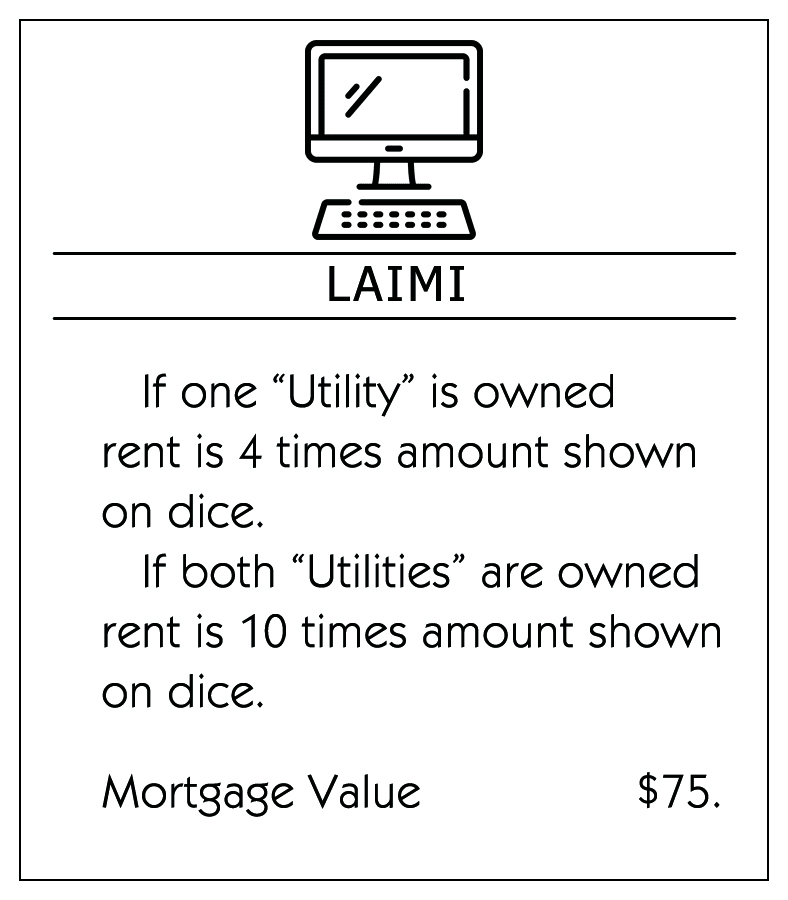 LAIMI
If one “Utility” is owned
rent is 4 times amount shown
on dice.
If both “Utilities” are owned
rent is 10 times amount shown
on dice.
Mortgage Value $75.